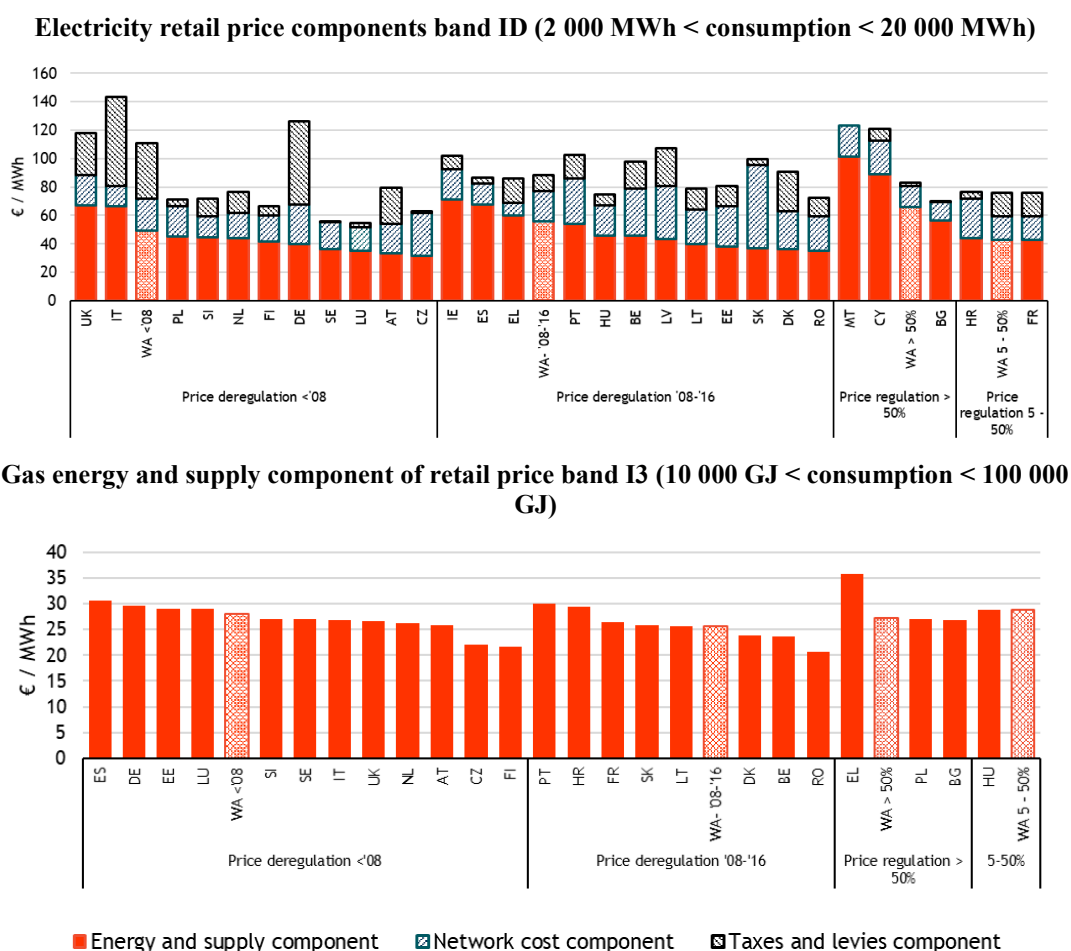 Electricity retail price components band ID (2 000 MWh < consumption < 20 000 MWh)
€ / MWh
160
140
120
100
80
60
40
20
0
UK IT WA <'08 PL SI NL FI DE SE LU AT CZ IE ES EL WA- '08-'16 PT HU BE LV LT EE SK DK RO MT CY WA > 50% BG HR WA 5 - 50% FR
Price deregulation <'08
Price deregulation '08-'16
Price regulation > 50%
Price regulation 5 - 50%
Gas energy and supply component of retail price band I3 (10 000 GJ < consumption < 100 000
GJ)
€ / MWh
40
35
30
25
20
15
10
5
0
ES DE EE LU WA <'08 SI SE IT UK NL AT CZ FI PT HR FR SK LT WA- '08-'16 DK BE RO EL WA > 50% PL BG HU WA 5 - 50%
Price deregulation <'08
Price deregulation '08-'16
Price regulation > 50%
5-50%
Energy and supply component Network cost component Taxes and levies component